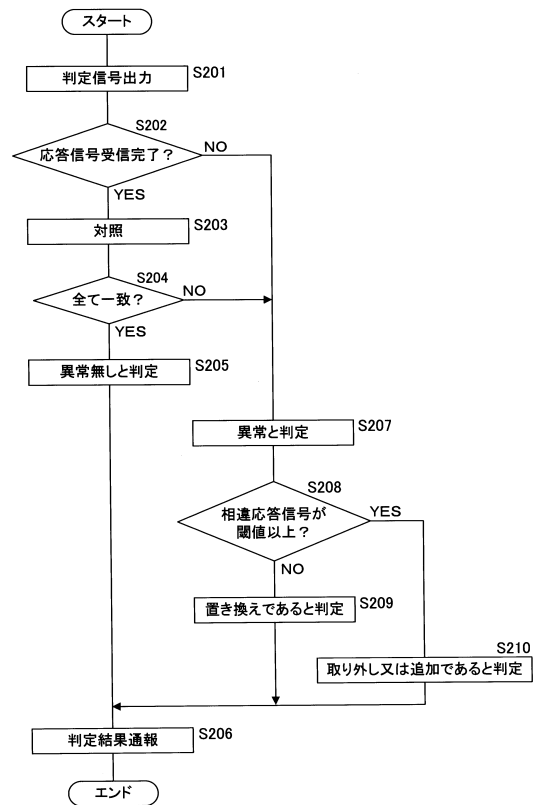 スタート
判定信号出力
S201
S202
応答信号受信完了？
NO
YES
対照
S203
S204
全て一致？
NO
YES
異常無しと判定
S205
異常と判定
S207
S208
相違応答信号が
閾値以上？
YES
NO
置き換えであると判定
S209
S210
取り外し又は追加であると判定
判定結果通報
S206
エンド